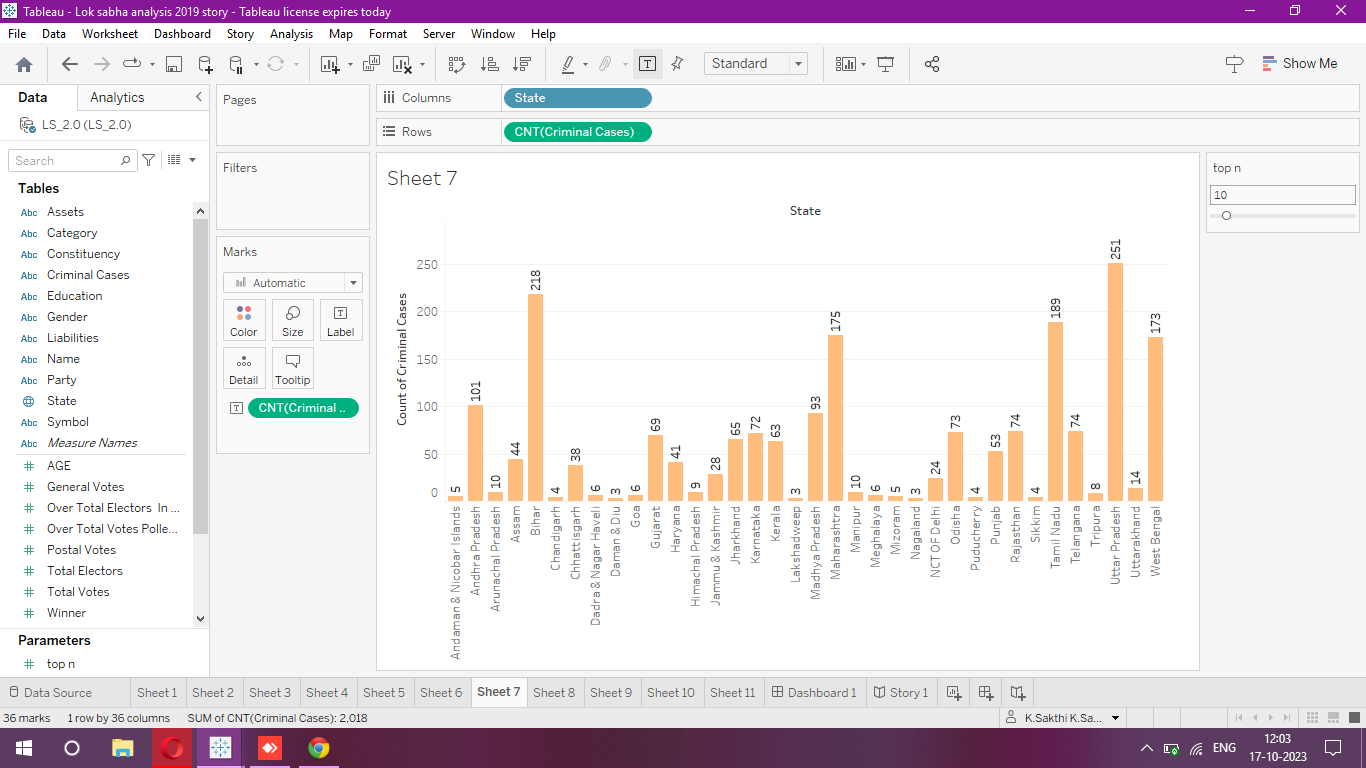 Tableau - Lok sabha analysis 2019 story - Tableau license expires today
File Data Worksheet Dashboard Story Analysis Map Format Server Window Help
Standard
Show Me
Data Analytics
LS_2.0 (LS_2.0)
Search
Tables
Abc Assets
Abc Category
Abc Constituency
Abc Criminal Cases
Abc Education
Abc Gender
Abc Liabilities
Abc Name
Abc Party
State
Abc Symbol
Abc Measure Names
AGE
General Votes
Over Total Electors In ...
Over Total Votes Polle...
Postal Votes
Total Electors
Total Votes
Winner
Parameters
top n
Pages
Filters
Marks
Automatic
Color Size Label
Detail Tooltip
CNT(Criminal ..
Columns State
Rows CNT(Criminal Cases)
Sheet 7
State
Count of Criminal Cases
250
200
150
100
50
0
5 101 10 44 218 4 38 6 3 6 69 41 9 28 65 72 63 3 93 175 10 6 5 3 24 73 4 53 74 4 189 74 8 251 14 173
Andaman & Nicobar Islands
Andhra Pradesh
Arunachal Pradesh
Assam
Bihar
Chandigarh
Chhattisgarh
Dadra & Nagar Haveli
Daman & Diu
Goa
Gujarat
Haryana
Himachal Pradesh
Jammu & Kashmir
Jharkhand
Karnataka
Kerala
Lakshadweep
Madhya Pradesh
Maharashtra
Manipur
Meghalaya
Mizoram
Nagaland
NCT OF Delhi
Odisha
Puducherry
Punjab
Rajasthan
Sikkim
Tamil Nadu
Telangana
Tripura
Uttar Pradesh
Uttarakhand
West Bengal
top n
10
Data Source Sheet 1 Sheet 2 Sheet 3 Sheet 4 Sheet 5 Sheet 6 Sheet 7 Sheet 8 Sheet 9 Sheet 10 Sheet 11 Dashboard 1 Story 1
36 marks 1 row by 36 columns SUM of CNT(Criminal Cases): 2,018
K.Sakthi K.Sa...
ENG
12:03
17-10-2023